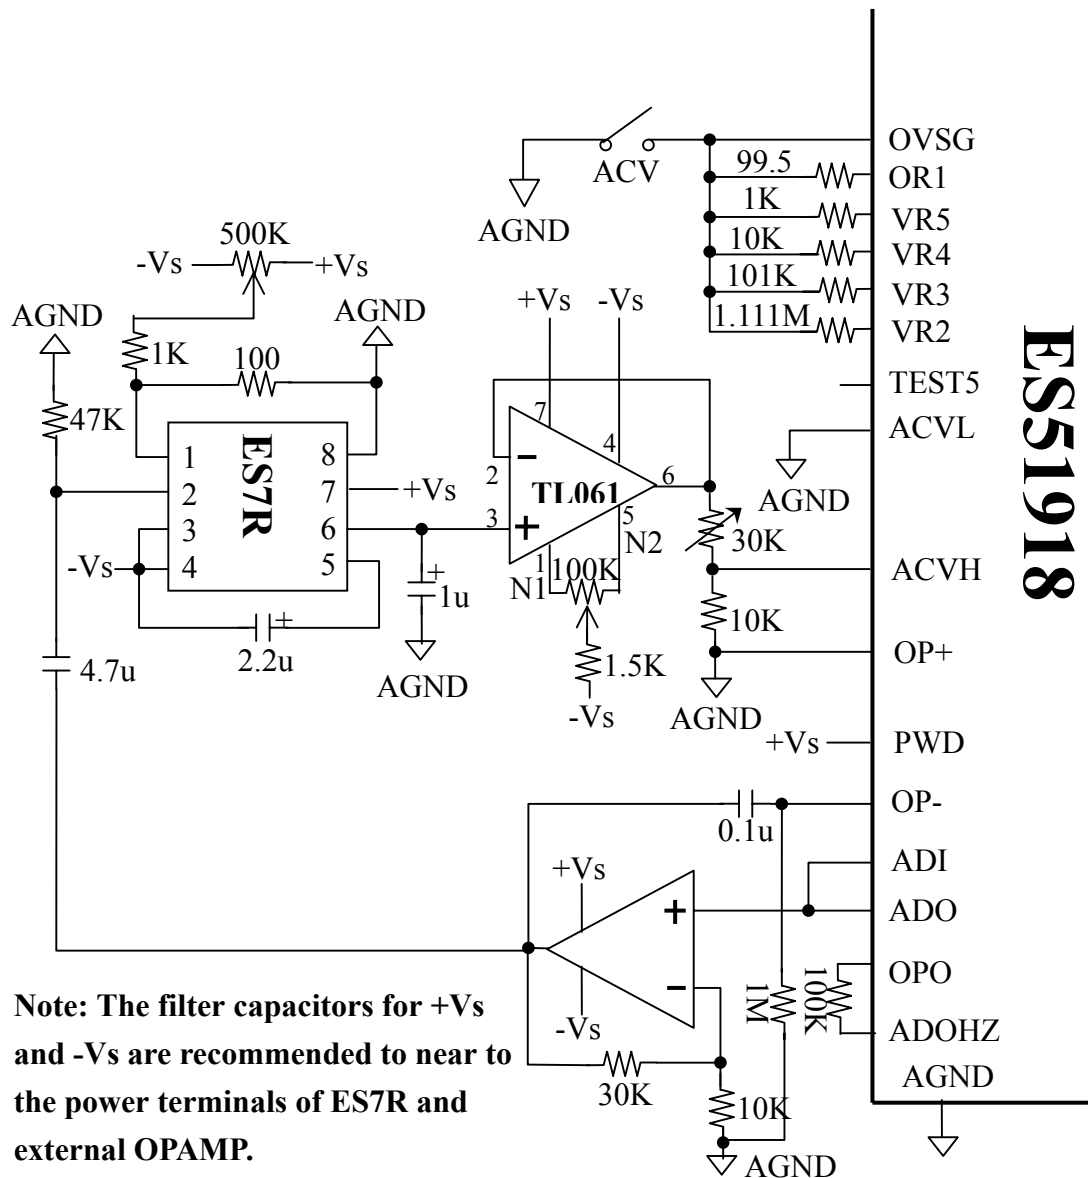 OVSG
99.5
OR1
ACV
1K
VR5
AGND
500K
10K
VR4
-Vs
+Vs
101K
VR3
+Vs
-Vs
AGND
AGND
1.111M
VR2
1K
100
TEST5
47K
ACVL
ES7R
1
8
7
4
AGND
2
7
+Vs
2
6
TL061
3
6
3
5
30K
N2
-Vs
4
5
1
100K
ACVH
1u
N1
10K
2.2u
1.5K
OP+
4.7u
AGND
-Vs
AGND
+Vs
PWD
OP-
0.1u
ADI
+Vs
ADO
OPO
1M
100K
-Vs
ADOHZ
30K
10K
AGND
AGND
ES51918
Note: The filter capacitors for +Vs
and -Vs are recommended to near to
the power terminals of ES7R and
external OPAMP.